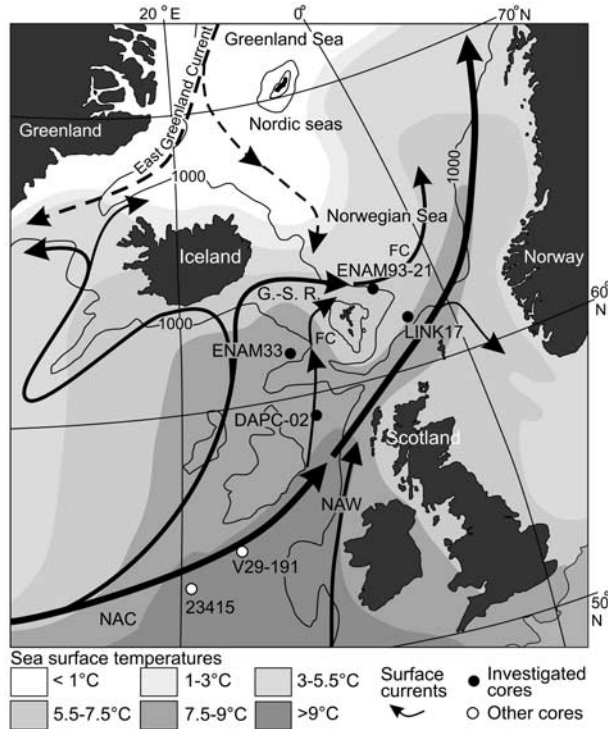 20° E
0°
70°N
Greenland Sea
Greenland
East Greenland Current
Nordic seas
1000
1000
Norwegian Sea
Iceland
FC
Norway
ENAM93-21
G.-S. R.
1000
60°
N
LINK17
FC
ENAM33
DAPC-02
Scotland
NAW
V29-191
23415
NAC
50°
N
Sea surface temperatures
< 1°C
1-3°C
3-5.5°C
5.5-7.5°C
7.5-9°C
>9°C
Surface
currents
Investigated
cores
Other cores